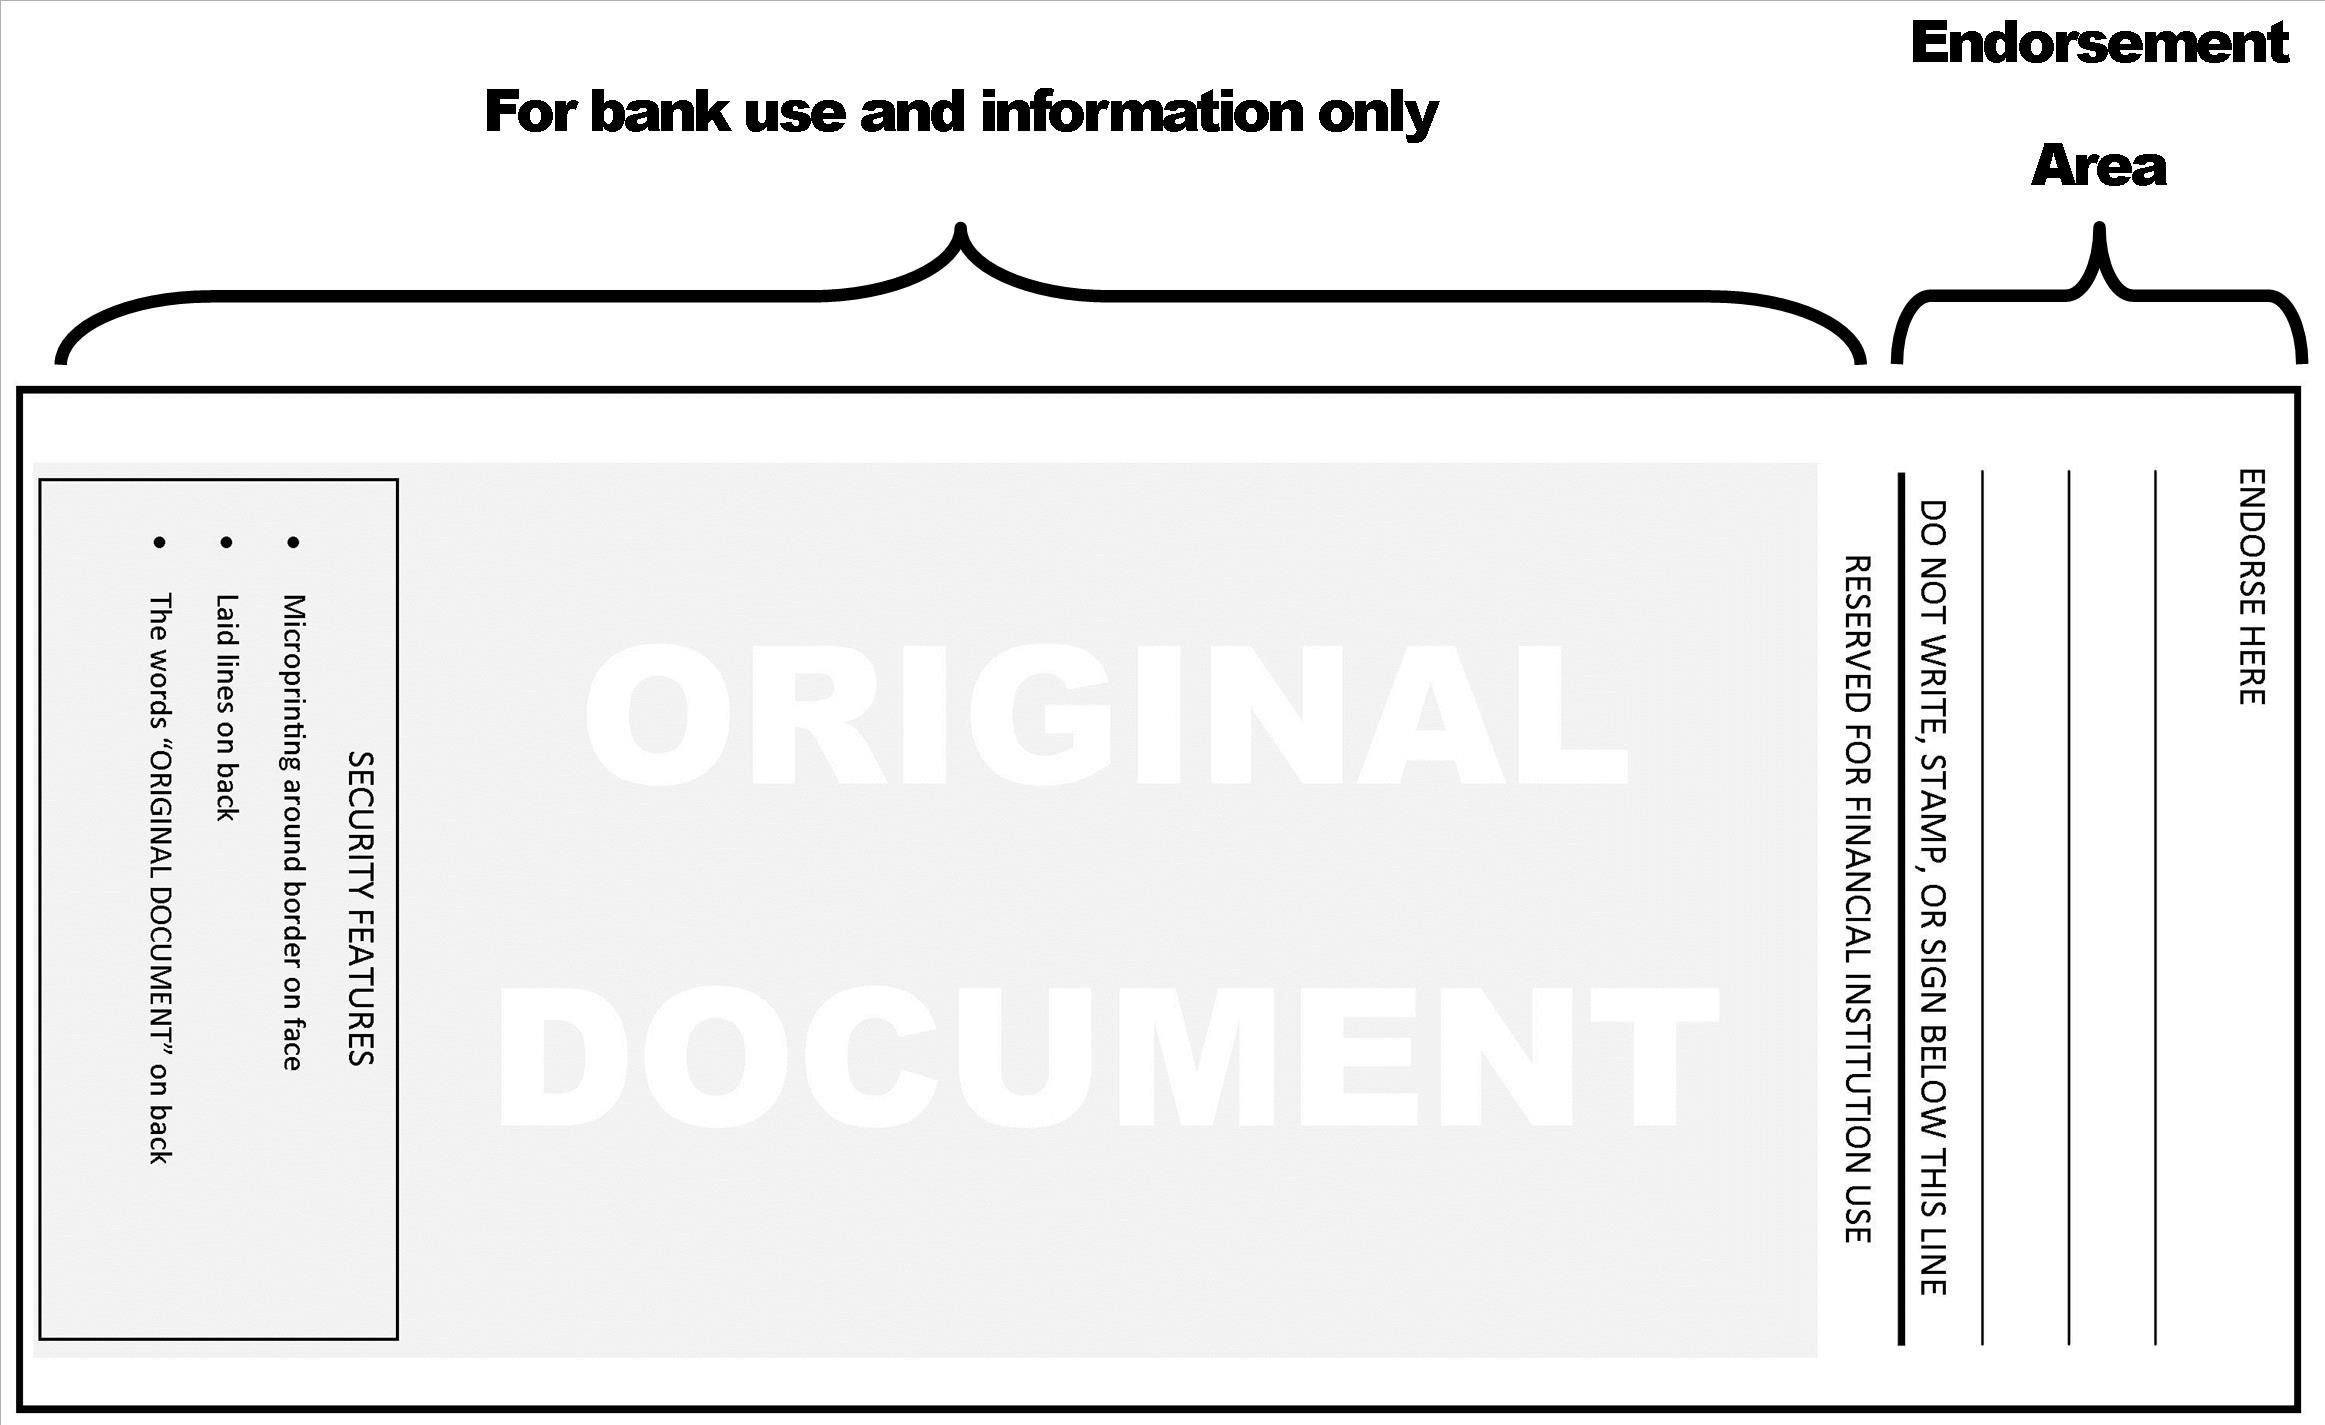 Endorsement
Area
For bank use and information only
ENDORSE HERE
DO NOT WRITE, STAMP, OR SIGN BELOW THIS LINE
RESERVED FOR FINANCIAL INSTITUTION USE
ORIGINAL
DOCUMENT
SECURITY FEATURES
• Microprinting around border on face
• Laid lines on back
• The words “ORIGINAL DOCUMENT” on back